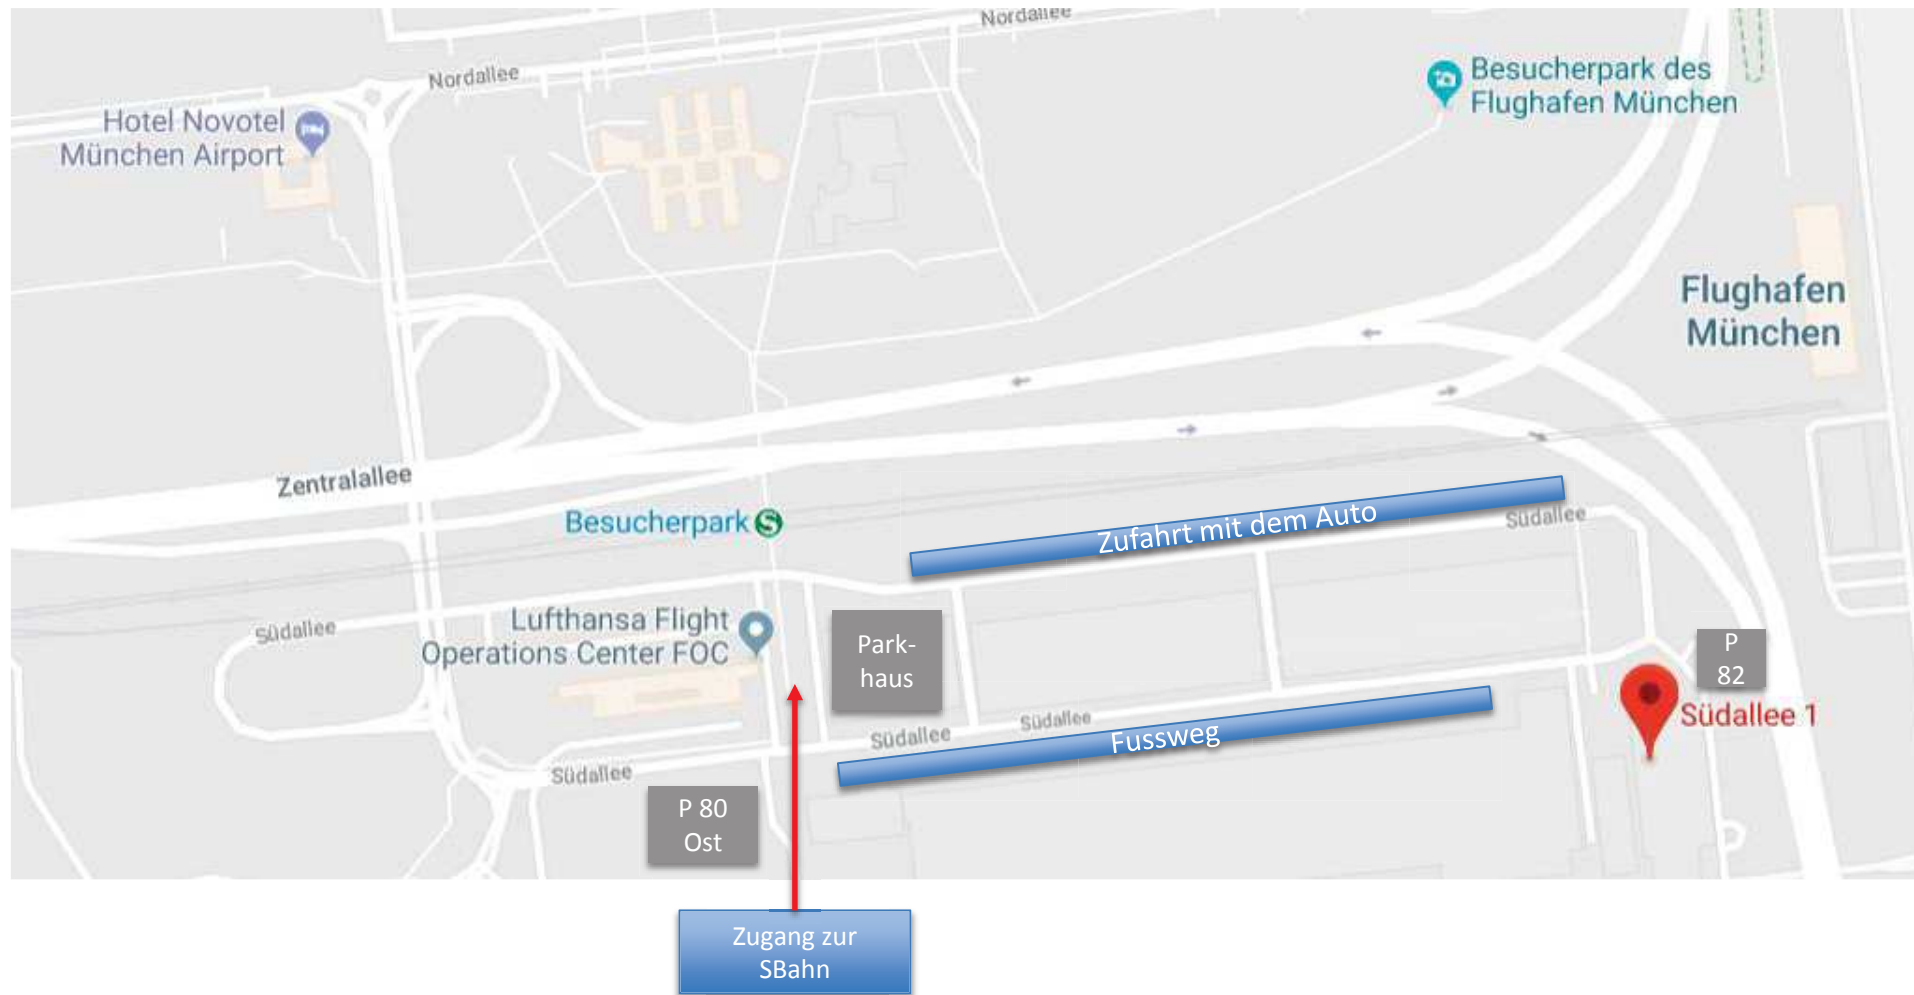 Nordallee
Nordallee
Hotel Novotel
München Airport
Besucherpark des
Flughafen München
Flughafen
München
Zentralallee
Besucherpark S
Zufahrt mit dem Auto
Südallee
Südallee
Lufthansa Flight
Operations Center FOC
Park-
haus
P
82
Südallee 1
Südallee
Südallee
Fussweg
Südallee
P 80
Ost
Zugang zur
SBahn